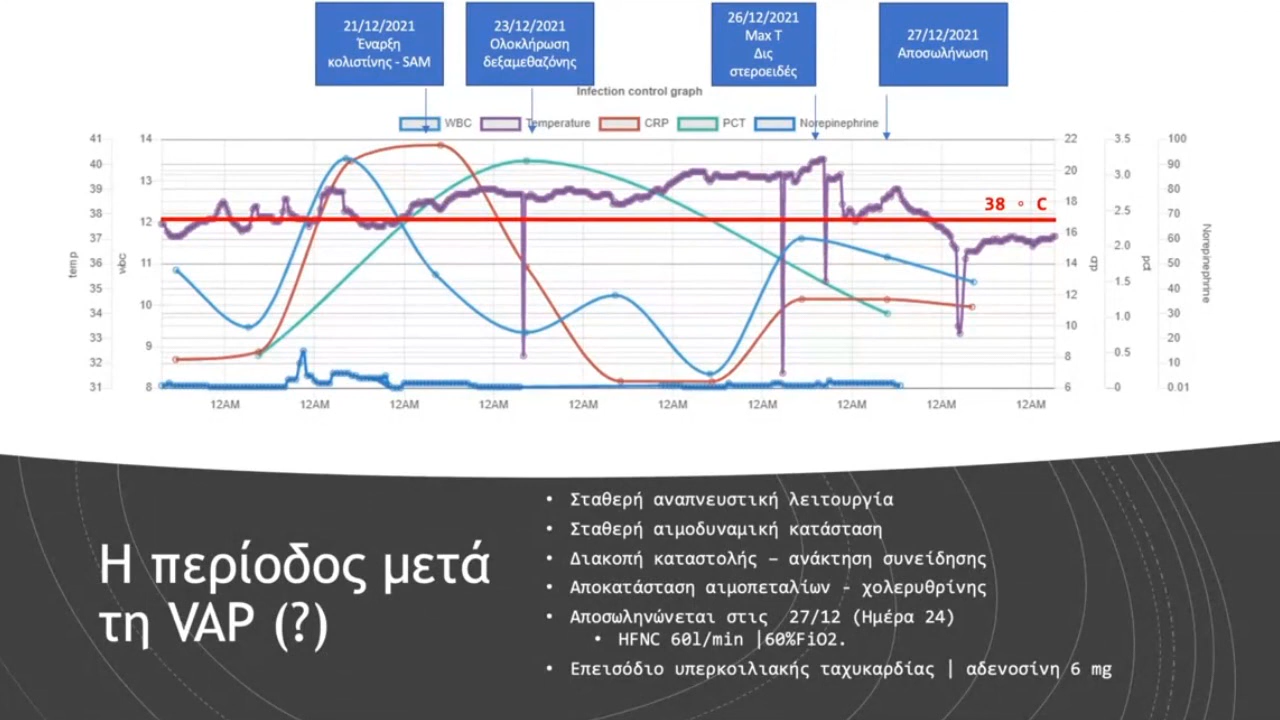 21/12/2021
Έναρξη
κολιστίνης - SAM
23/12/2021
Ολοκλήρωση
δεξαμεθαζόνης
26/12/2021
Max T
Δις
στεροειδές
27/12/2021
Αποσωλήνωση
Infection control graph
WBC Temperature CRP PCT Norepinephrine
41 14 22 3.5 100
40 20 90
39 13 3.0 80
38 12 18 2.5 70
37 16 2.0 60
36 11 14 50
35 10 12 1.5 40
34 1.0 30
33 9 10 20
32 8 0.5 10
31 8 6 0 0.01
temp
wbc
crp
pct
Norepinephrine
38 ° C
12AM 12AM 12AM 12AM 12AM 12AM 12AM 12AM 12AM 12AM
Η περίοδος μετά
τη VAP (?)
• Σταθερή αναπνευστική λειτουργία
• Σταθερή αιμοδυναμική κατάσταση
• Διακοπή καταστολής – ανάκτηση συνείδησης
• Αποκατάσταση αιμοπεταλίων - χολερυθρίνης
• Αποσωληνώνεται στις 27/12 (Ημέρα 24)
• HFNC 60l/min |60%FiO2.
• Επεισόδιο υπερκοιλιακής ταχυκαρδίας | αδενοσίνη 6 mg